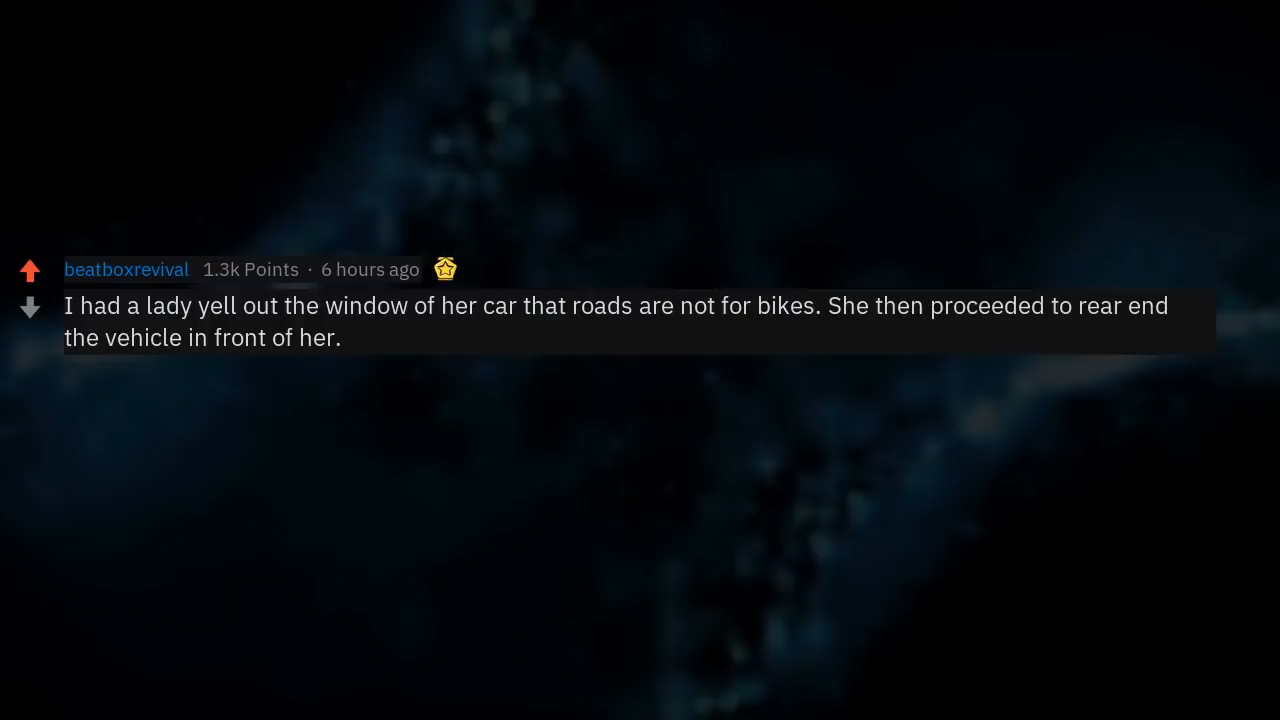 beatboxrevival 1.3k Points · 6 hours ago
I had a lady yell out the window of her car that roads are not for bikes. She then proceeded to rear end
the vehicle in front of her.